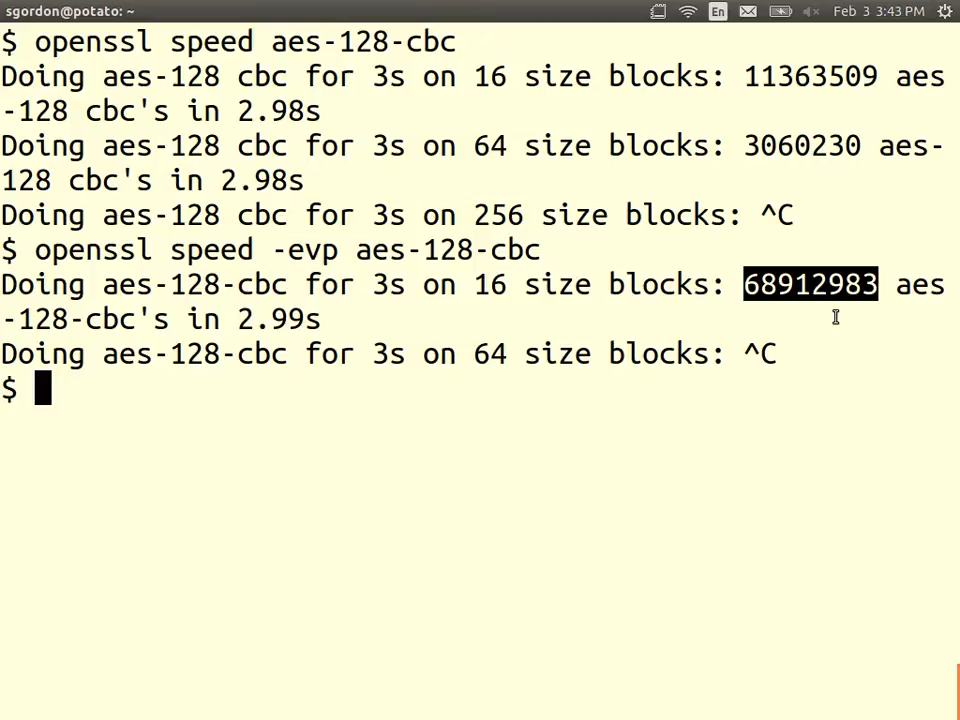 sgordon@potato: ~ En Feb 3 3:43 PM
$ openssl speed aes-128-cbc
Doing aes-128 cbc for 3s on 16 size blocks: 11363509 aes
-128 cbc's in 2.98s
Doing aes-128 cbc for 3s on 64 size blocks: 3060230 aes-
128 cbc's in 2.98s
Doing aes-128 cbc for 3s on 256 size blocks: ^C
$ openssl speed -evp aes-128-cbc
Doing aes-128-cbc for 3s on 16 size blocks: 68912983 aes
-128-cbc's in 2.99s
Doing aes-128-cbc for 3s on 64 size blocks: ^C
$